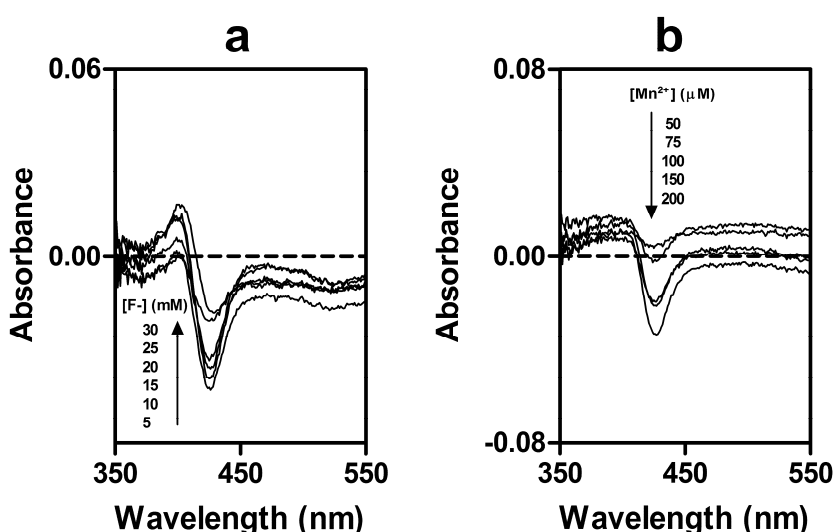 a
0.06
0.00
Absorbance
[F-] (mM)
30
25
20
15
10
5
350 450 550
Wavelength (nm)
b
0.08
0.00
-0.08
Absorbance
[Mn²⁺] (μM)
50
75
100
150
200
350 450 550
Wavelength (nm)